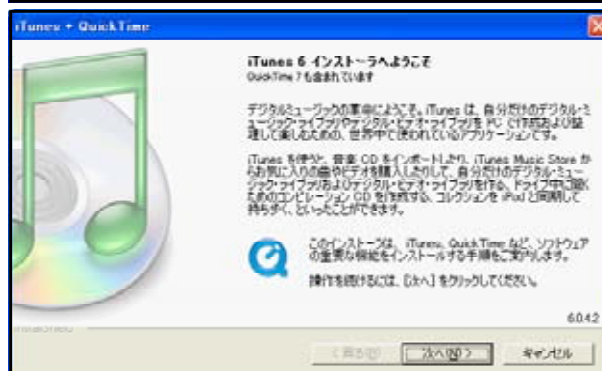 iTunes + QuickTime
iTunes 6 インストーラへようこそ
QuickTime 7 も含まれています
デジタルミュージックの革命にようこそ。iTunes は、自分だけのデジタル・ミ
ュージック・ライブラリやデジタル・ビデオ・ライブラリを PC で作成および整
理して楽しむための、世界中で使われているアプリケーションです。
iTunes を使うと、音楽 CD をインポートしたり、iTunes Music Store か
らお気に入りの曲やビデオを購入したりして、自分だけのデジタル・ミュー
ジック・ライブラリおよびデジタル・ビデオ・ライブラリを作る、ドライブ中に聴く
ためのコンピレーション CD を作成する、コレクションを iPod と同期して
持ち歩く、といったことができます。
このインストーラは、iTunes、QuickTime など、ソフトウェア
の重要な機能をインストールする手順をご案内します。
操作を続けるには、[次へ] をクリックしてください。
6.0.4.2
InstallShield
< 戻る(B)
次へ(N) >
キャンセル